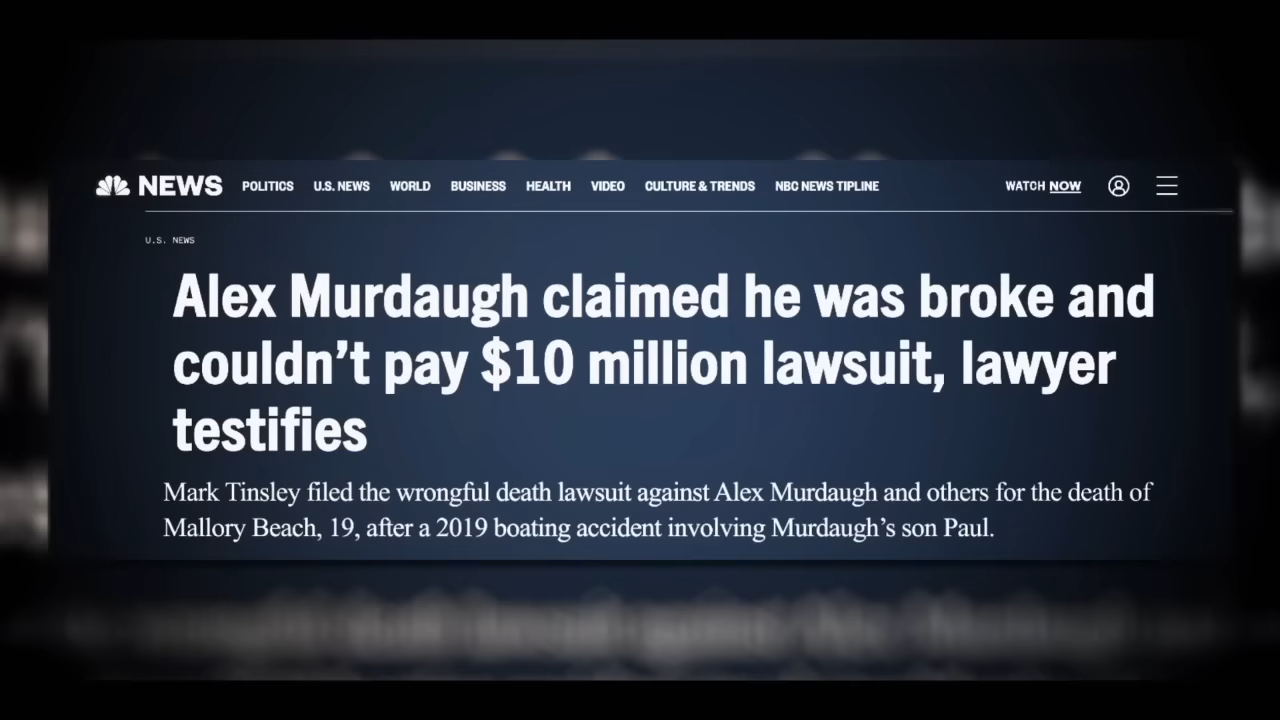 NEWS POLITICS U.S. NEWS WORLD BUSINESS HEALTH VIDEO CULTURE & TRENDS NBC NEWS TIPLINE WATCH NOW
U.S. NEWS
Alex Murdaugh claimed he was broke and
couldn’t pay $10 million lawsuit, lawyer
testifies
Mark Tinsley filed the wrongful death lawsuit against Alex Murdaugh and others for the death of
Mallory Beach, 19, after a 2019 boating accident involving Murdaugh’s son Paul.